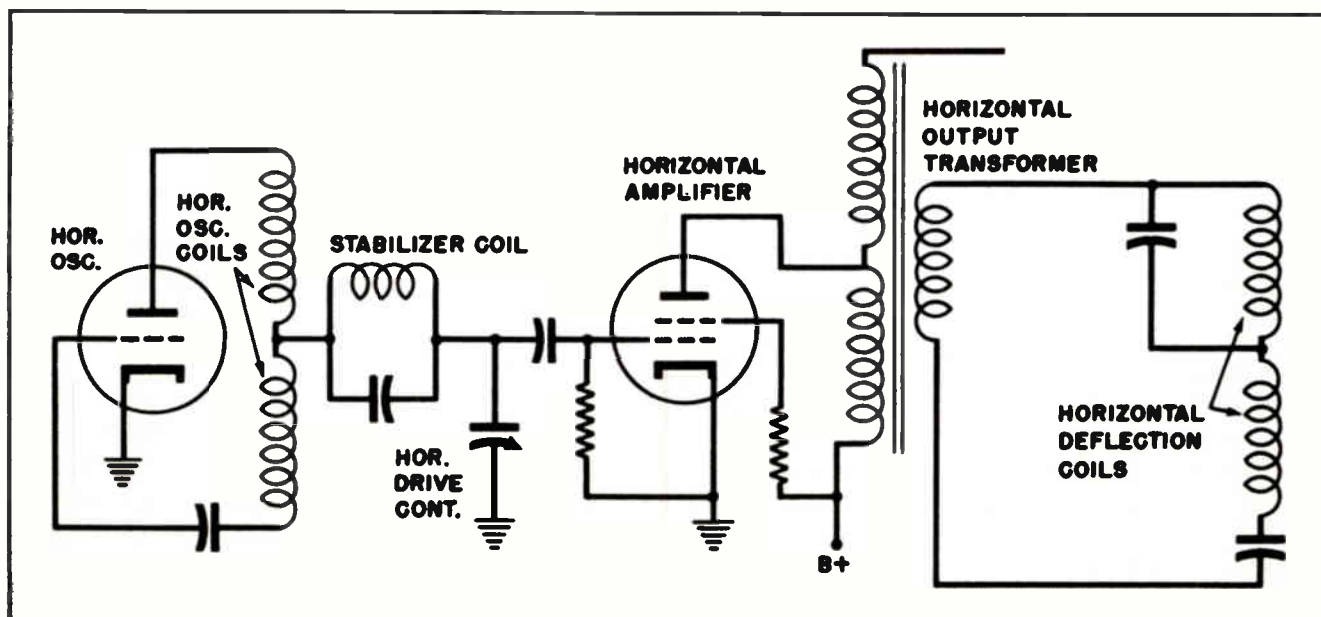 HOR.
OSC.
HOR.
OSC.
COILS
STABILIZER COIL
HOR.
DRIVE
CONT.
HORIZONTAL
AMPLIFIER
B+
HORIZONTAL
OUTPUT
TRANSFORMER
HORIZONTAL
DEFLECTION
COILS